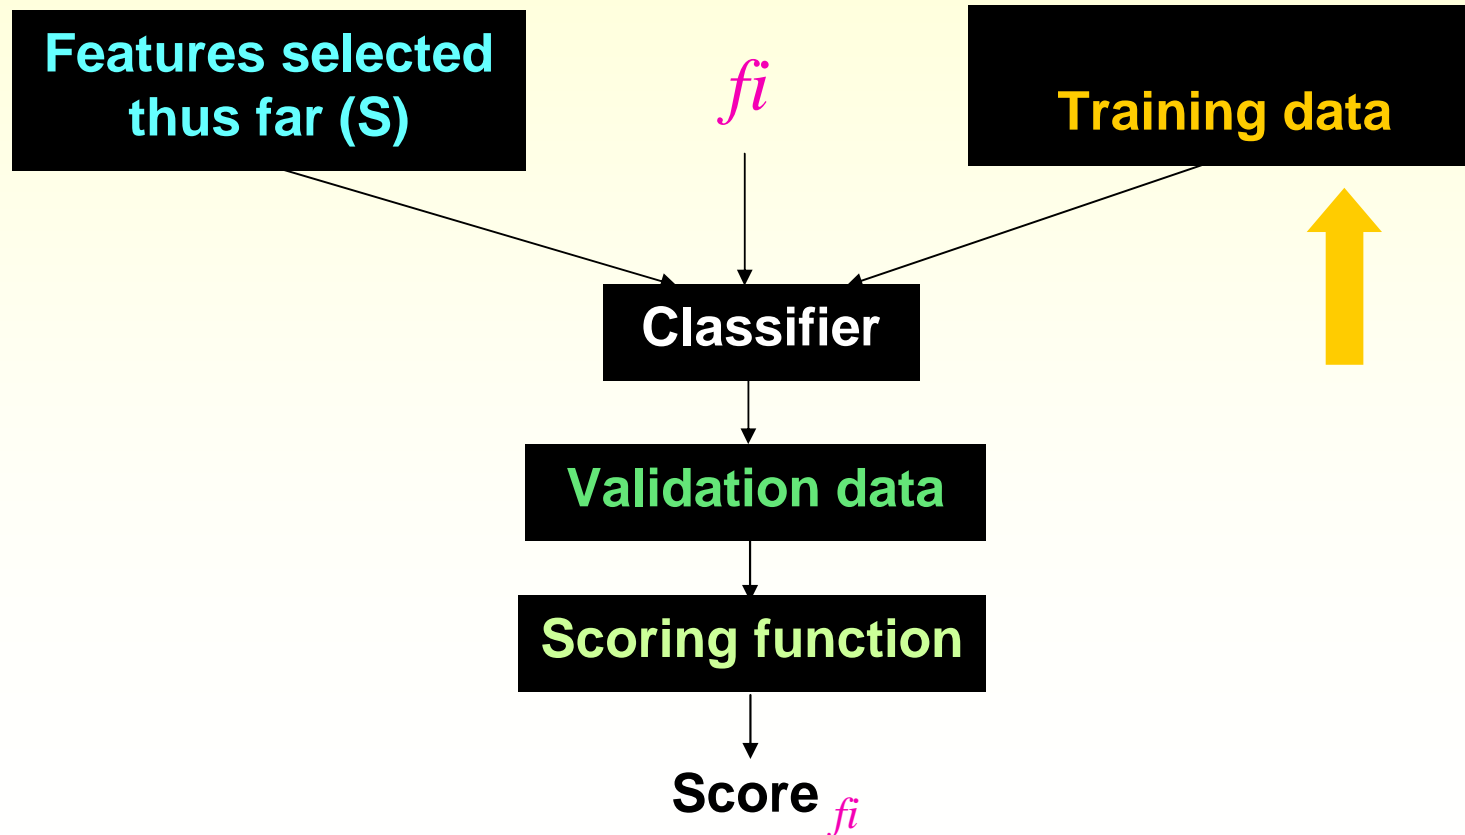 Features selected
thus far (S)
fi
Training data
Classifier
Validation data
Scoring function
Score fi